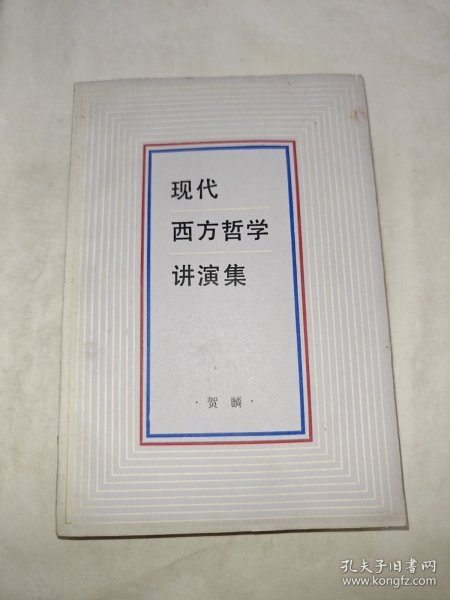 现代
西方哲学
讲演集
·贺麟·
孔夫子旧书网
www.kongfz.com